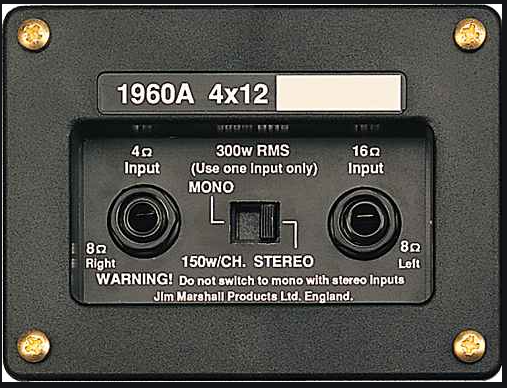 1960A 4x12
4Ω 300w RMS 16Ω
Input (Use one input only) Input
MONO
8Ω 8Ω
Right 150w/CH. STEREO Left
WARNING! Do not switch to mono with stereo inputs
Jim Marshall Products Ltd. England.